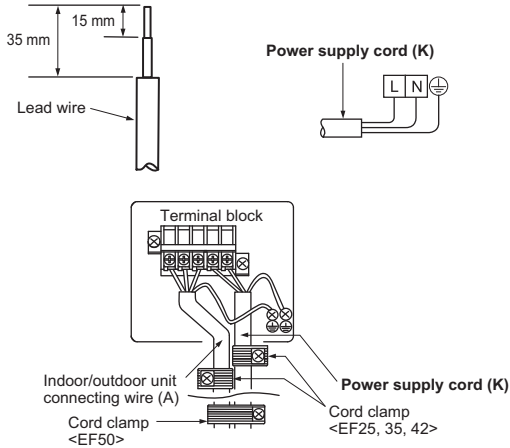 15 mm
35 mm
Lead wire
Power supply cord (K)
L N
Terminal block
Indoor/outdoor unit
connecting wire (A)
Power supply cord (K)
Cord clamp
<EF25, 35, 42>
Cord clamp
<EF50>